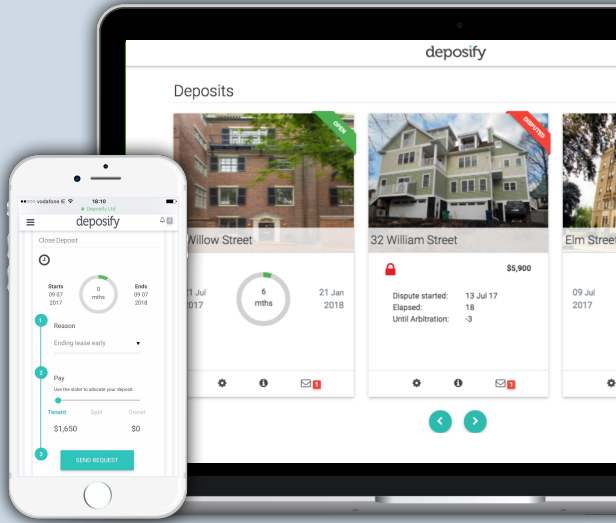 deposify
Deposits
OPEN
Willow Street
21 Jul
2017
6
mths
21 Jan
2018
1
DISPUTED
32 William Street
$5,900
Dispute started: 13 Jul 17
Elapsed: 18
Until Arbitration: -3
1
Elm Street
09 Jul
2017
vodafone IE
18:10
Deposify Ltd
deposify
Close Deposit
Starts
09 07
2017
0
mths
Ends
09 07
2018
1
Reason
Ending lease early
2
Pay
Use the slider to allocate your deposit
Tenant Split Owner
$1,650 $0
3
SEND REQUEST